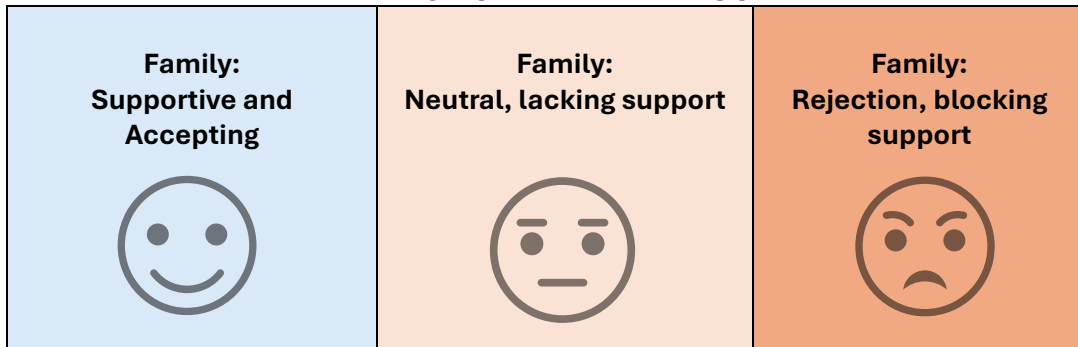 Family:
Supportive and
Accepting
Family:
Neutral, lacking support
Family:
Rejection, blocking
support